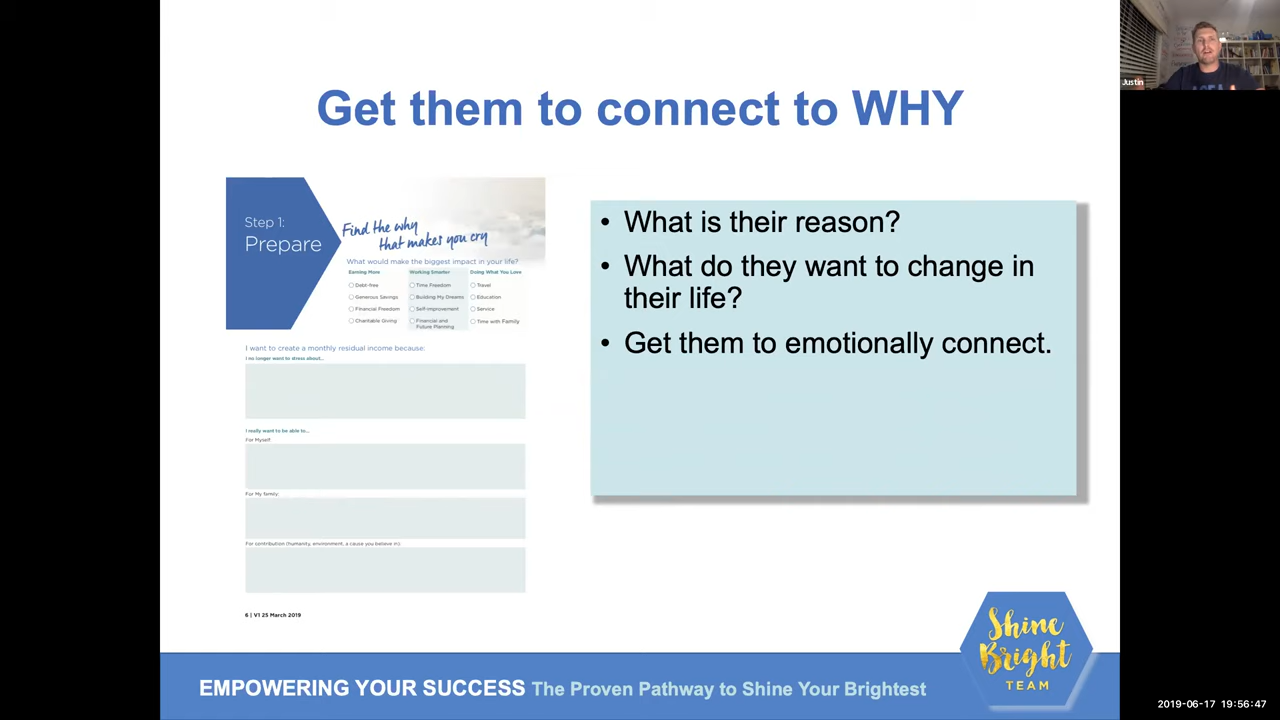 Justin
Get them to connect to WHY
Step 1:
Prepare
Find the why
that makes you cry
What would make the biggest impact in your life?
Earning More Working Smarter Doing What You Love
Debt-free Time Freedom Travel
Generous Savings Building My Dreams Education
Financial Freedom Self-improvement Service
Charitable Giving Financial and Time with Family
Future Planning
I want to create a monthly residual income because:
I no longer want to stress about...
I really want to be able to...
For Myself:
For My family:
For contribution (humanity, environment, a cause you believe in):
6 | V1 25 March 2019
• What is their reason?
• What do they want to change in
their life?
• Get them to emotionally connect.
Shine
Bright
TEAM
EMPOWERING YOUR SUCCESS The Proven Pathway to Shine Your Brightest
2019-06-17 19:56:47